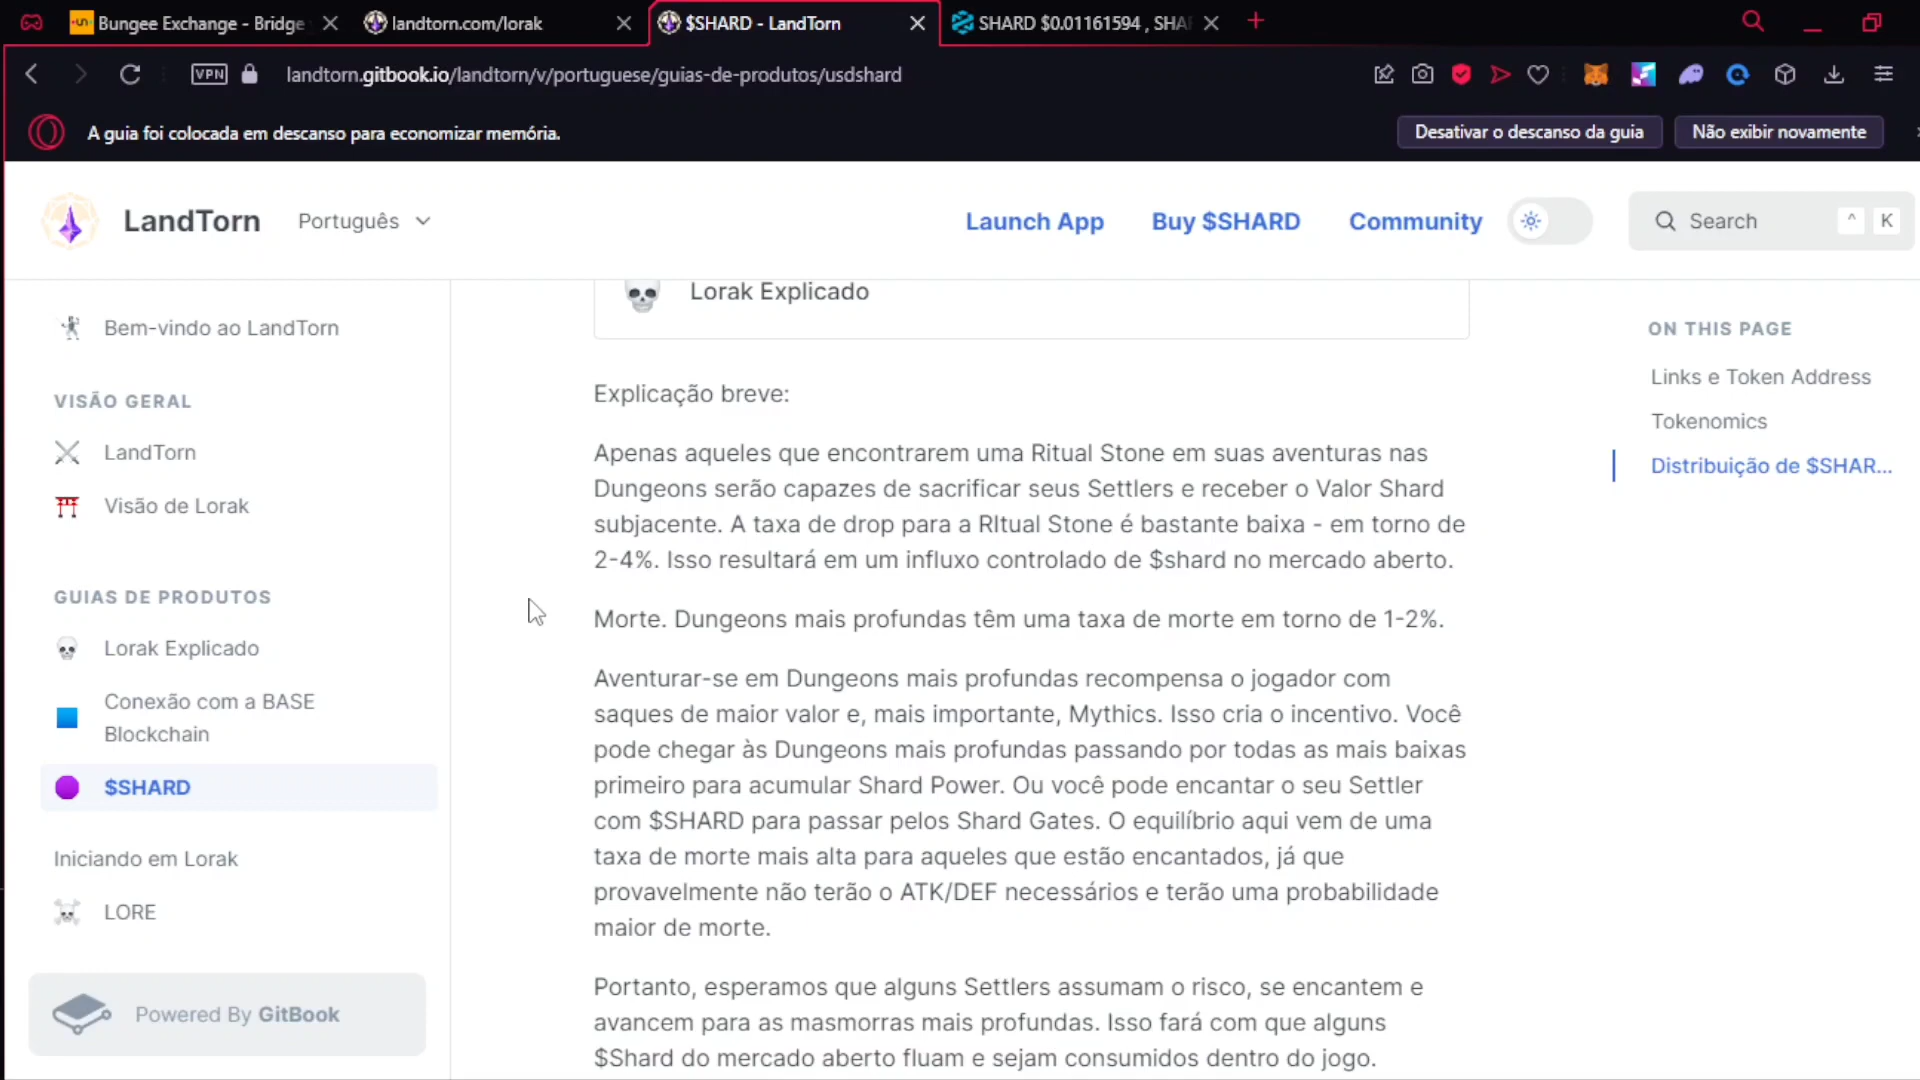 Bungee Exchange - Bridge
landtorn.com/lorak
$SHARD - LandTorn
SHARD $0.01161594 , SHA
VPN
landtorn.gitbook.io/landtorn/v/portuguese/guias-de-produtos/usdshard
A guia foi colocada em descanso para economizar memória.
Desativar o descanso da guia
Não exibir novamente
LandTorn
Português
Launch App
Buy $SHARD
Community
Search
^
K
Bem-vindo ao LandTorn
VISÃO GERAL
LandTorn
Visão de Lorak
GUIAS DE PRODUTOS
Lorak Explicado
Conexão com a BASE
Blockchain
$SHARD
Iniciando em Lorak
LORE
Powered By GitBook
Lorak Explicado
Explicação breve:
Apenas aqueles que encontrarem uma Ritual Stone em suas aventuras nas
Dungeons serão capazes de sacrificar seus Settlers e receber o Valor Shard
subjacente. A taxa de drop para a RItual Stone é bastante baixa - em torno de
2-4%. Isso resultará em um influxo controlado de $shard no mercado aberto.
Morte. Dungeons mais profundas têm uma taxa de morte em torno de 1-2%.
Aventurar-se em Dungeons mais profundas recompensa o jogador com
saques de maior valor e, mais importante, Mythics. Isso cria o incentivo. Você
pode chegar às Dungeons mais profundas passando por todas as mais baixas
primeiro para acumular Shard Power. Ou você pode encantar o seu Settler
com $SHARD para passar pelos Shard Gates. O equilíbrio aqui vem de uma
taxa de morte mais alta para aqueles que estão encantados, já que
provavelmente não terão o ATK/DEF necessários e terão uma probabilidade
maior de morte.
Portanto, esperamos que alguns Settlers assumam o risco, se encantem e
avancem para as masmorras mais profundas. Isso fará com que alguns
$Shard do mercado aberto fluam e sejam consumidos dentro do jogo.
ON THIS PAGE
Links e Token Address
Tokenomics
Distribuição de $SHAR...